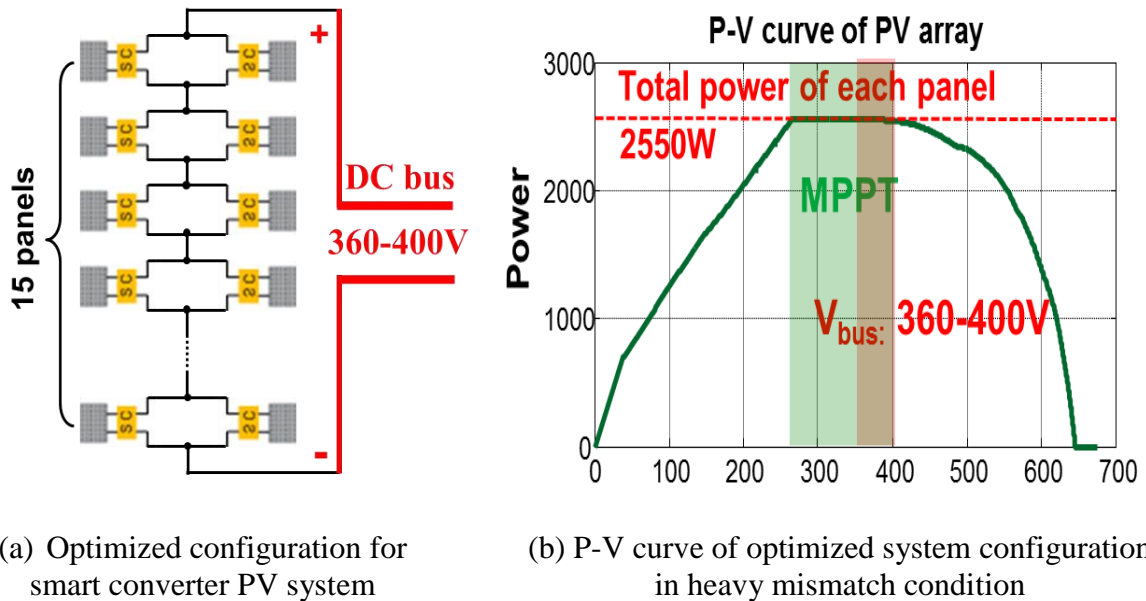 SC SC
+
SC SC
SC SC
SC SC
SC SC
-
15 panels
DC bus
360-400V
P-V curve of PV array
Total power of each panel
2550W
MPPT
V bus: 360-400V
Power
3000
2000
1000
0
0 100 200 300 400 500 600 700
(a) Optimized configuration for
smart converter PV system
(b) P-V curve of optimized system configuration
in heavy mismatch condition